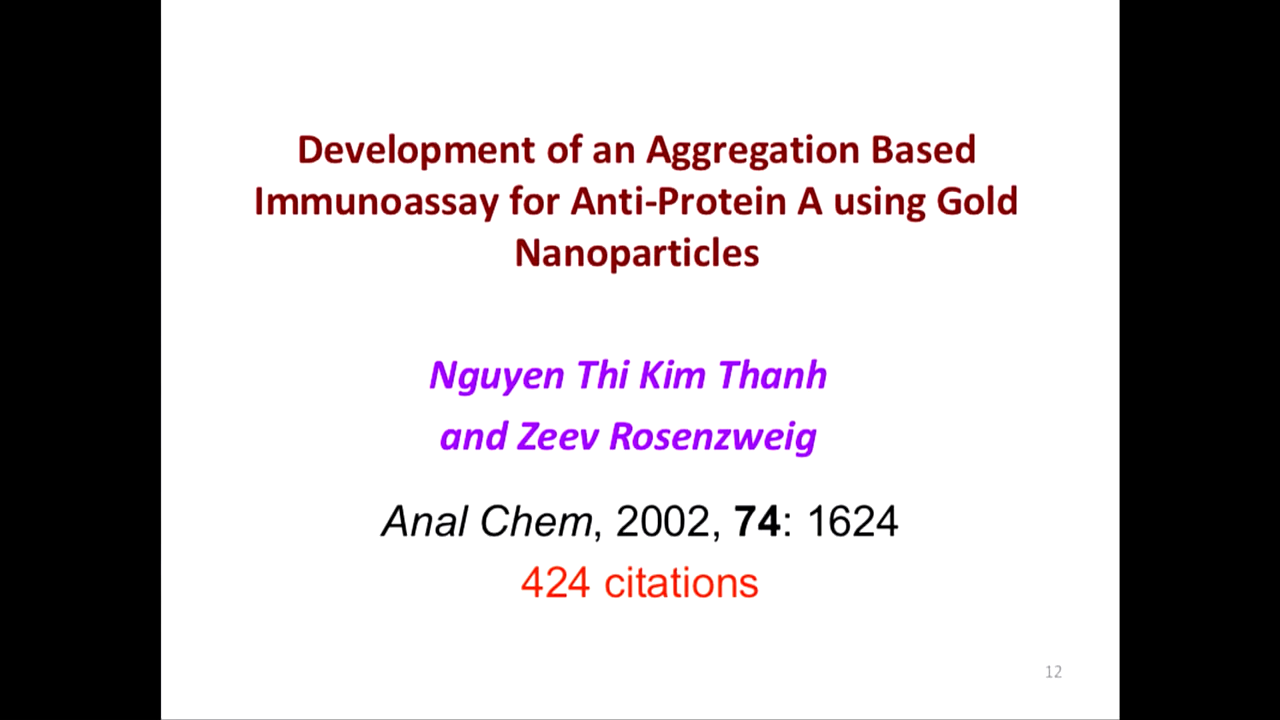 Development of an Aggregation Based
Immunoassay for Anti-Protein A using Gold
Nanoparticles
Nguyen Thi Kim Thanh
and Zeev Rosenzweig
Anal Chem, 2002, 74: 1624
424 citations
12